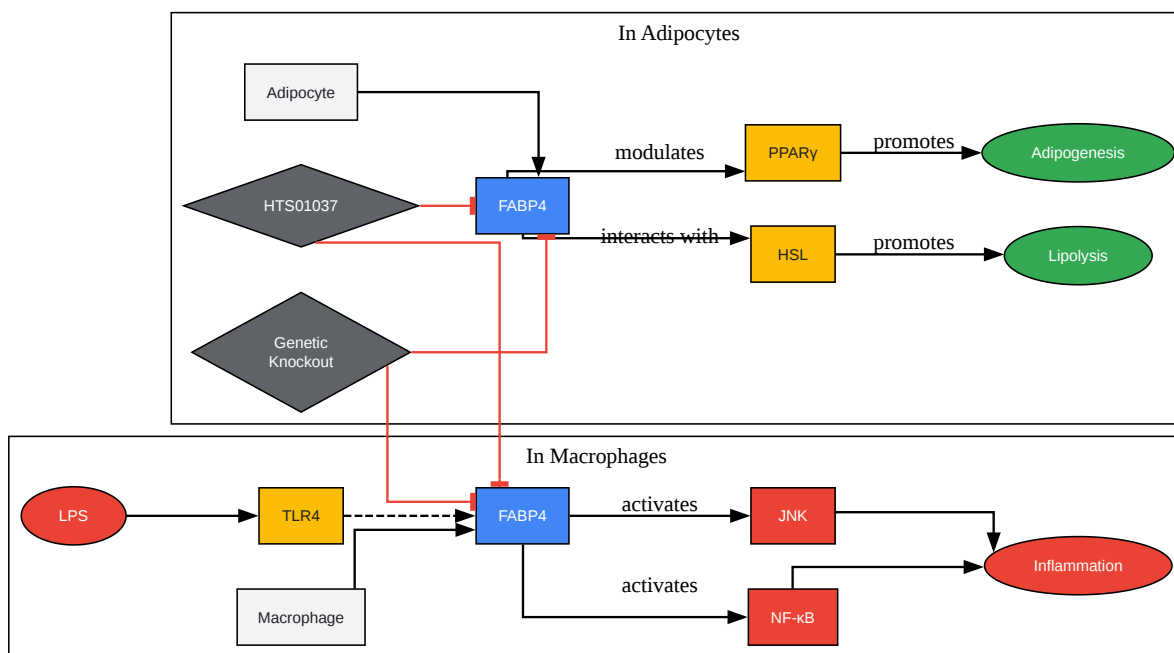 In Adipocytes
Adipocyte
modulates
PPARγ
promotes
Adipogenesis
HTS01037
FABP4
interacts with
HSL
promotes
Lipolysis
Genetic
Knockout
In Macrophages
LPS
TLR4
FABP4
activates
JNK
Inflammation
activates
Macrophage
NF-κB